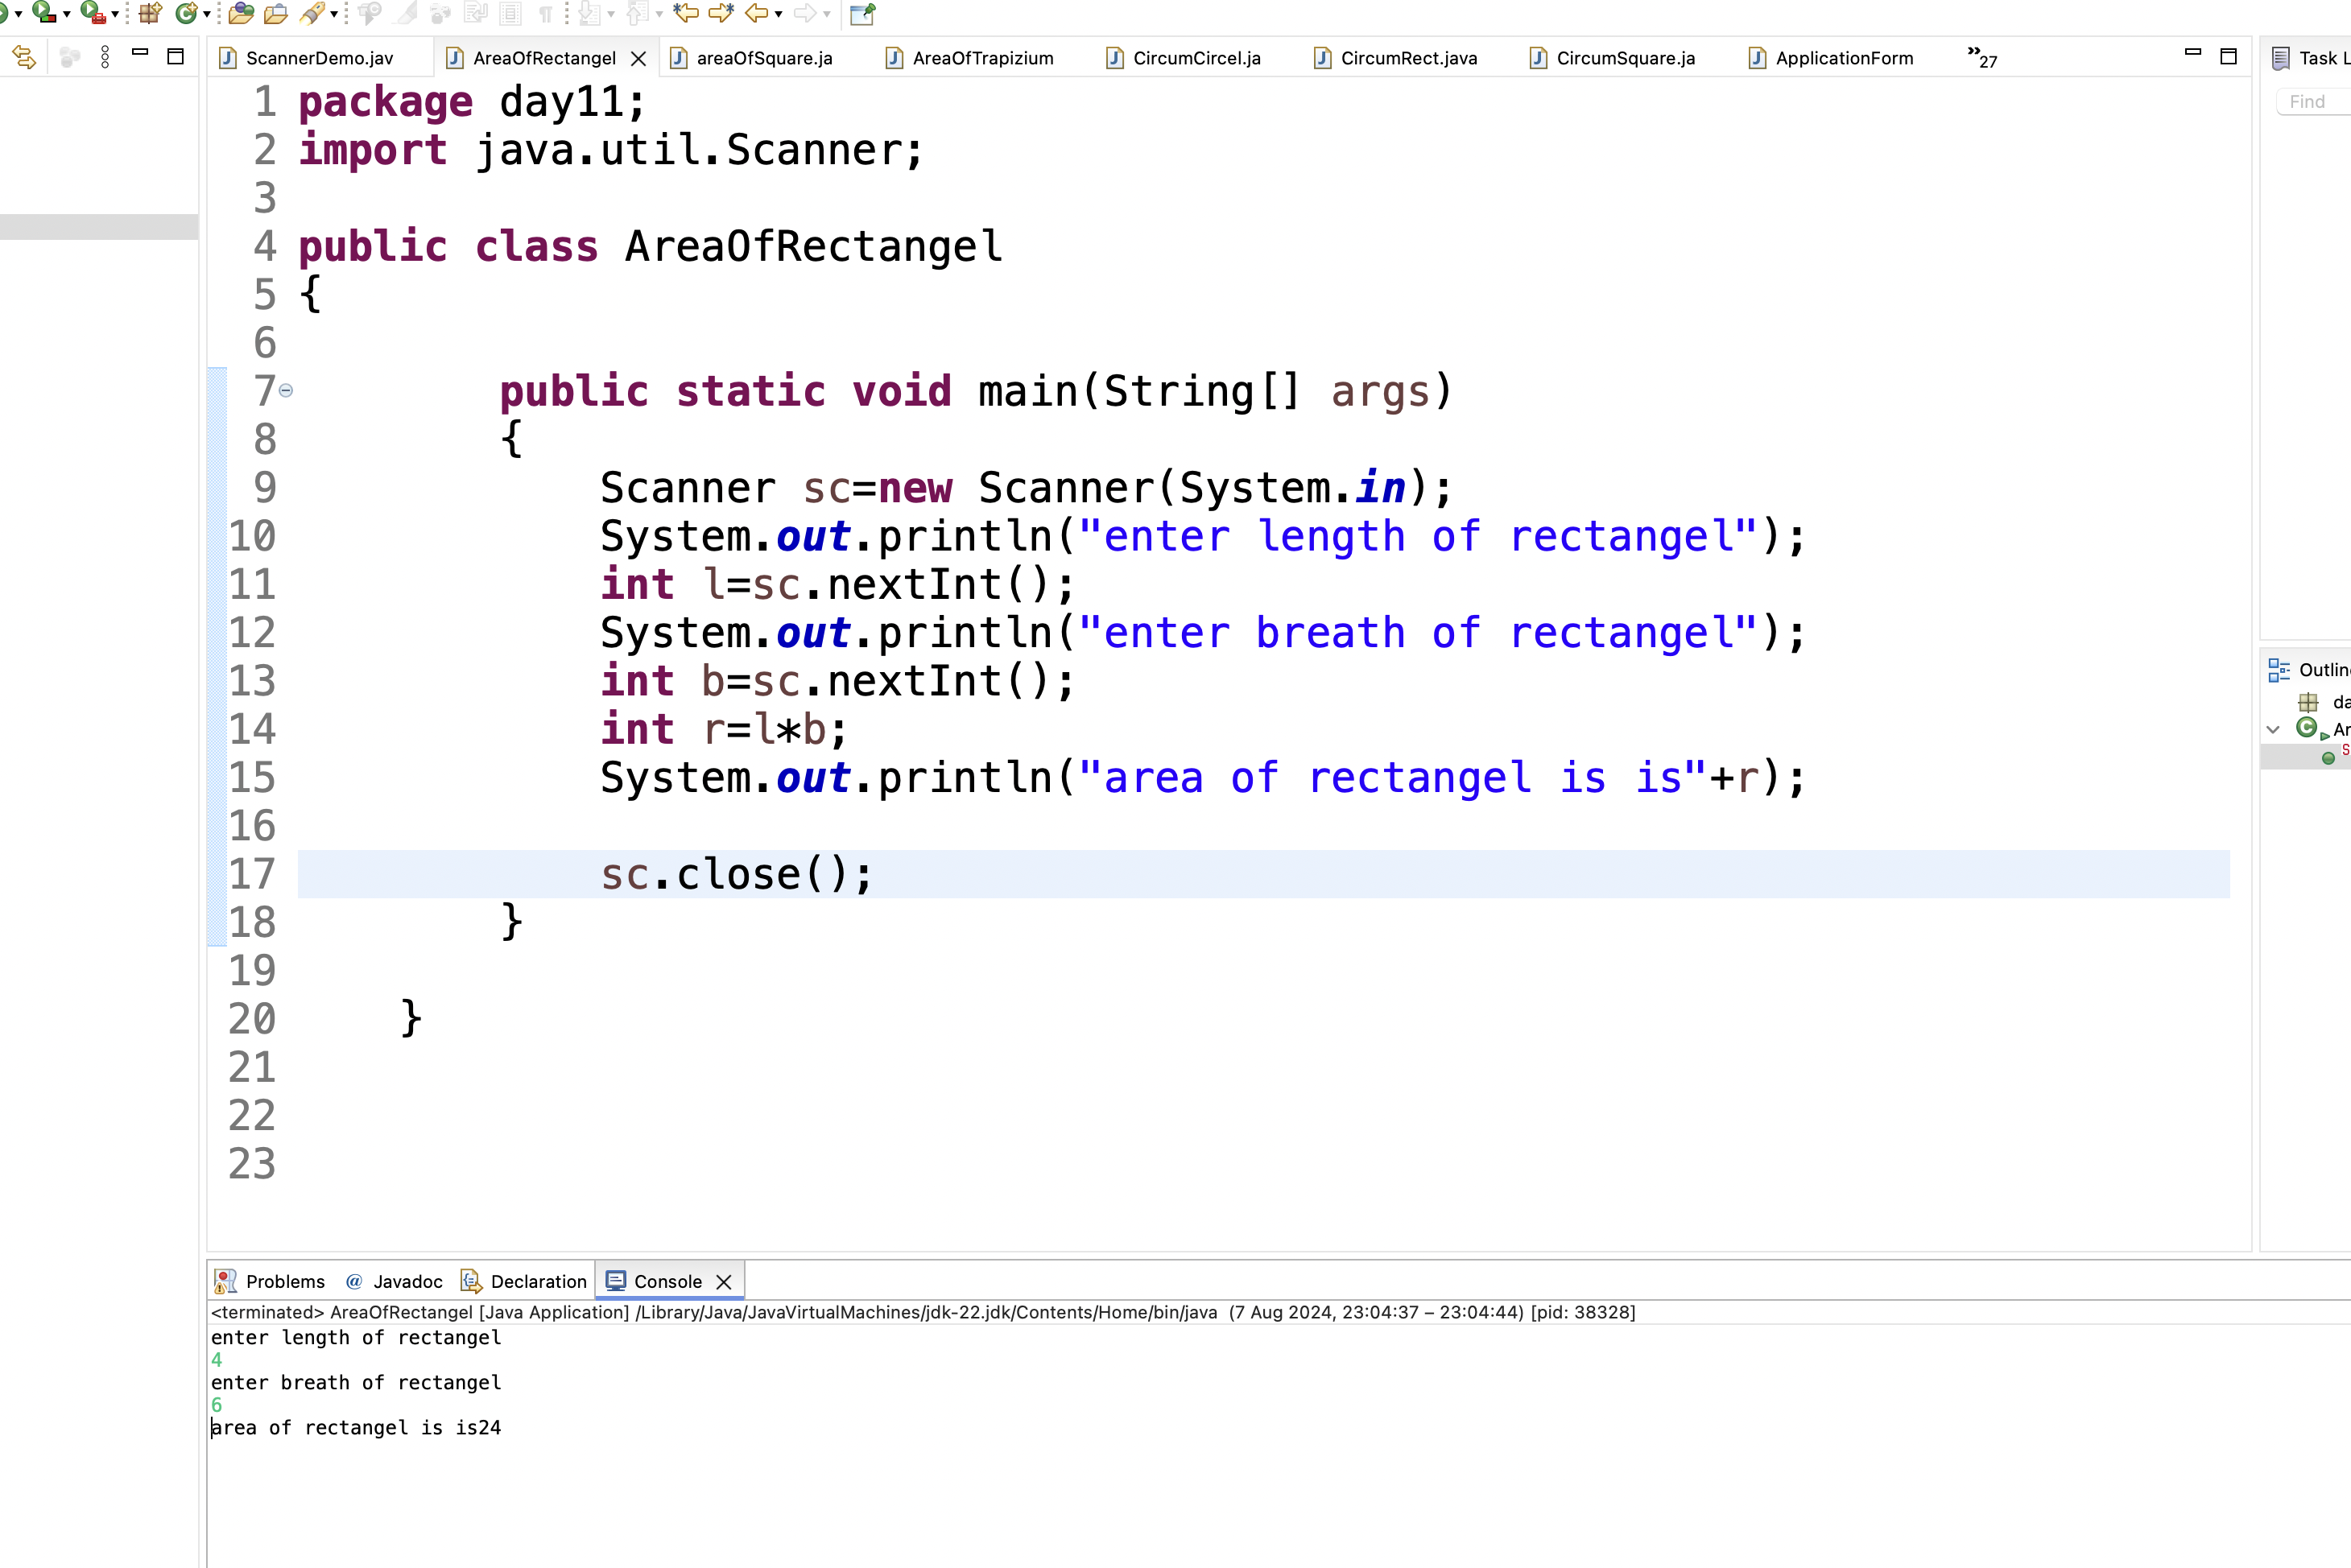 ScannerDemo.jav AreaOfRectangel areaOfSquare.ja AreaOfTrapizium CircumCircel.ja CircumRect.java CircumSquare.ja ApplicationForm »27
Task L
Find
1 package day11;
2 import java.util.Scanner;
3
4 public class AreaOfRectangel
5 {
6
7 public static void main(String[] args)
8 {
9 Scanner sc=new Scanner(System.in);
10 System.out.println("enter length of rectangel");
11 int l=sc.nextInt();
12 System.out.println("enter breath of rectangel");
13 int b=sc.nextInt();
14 int r=l*b;
15 System.out.println("area of rectangel is is"+r);
16
17 sc.close();
18 }
19
20 }
21
22
23
Outlin
da
Ar
S
Problems @ Javadoc Declaration Console
<terminated> AreaOfRectangel [Java Application] /Library/Java/JavaVirtualMachines/jdk-22.jdk/Contents/Home/bin/java (7 Aug 2024, 23:04:37 – 23:04:44) [pid: 38328]
enter length of rectangel
4
enter breath of rectangel
6
area of rectangel is is24